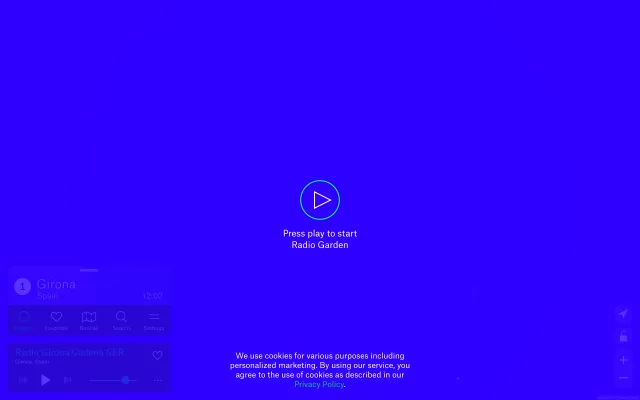 Press play to start
Radio Garden
1
Girona
Spain
12:02
Favorites
Browse
Search
Settings
Radio Girona Cadena SER
Girona, Spain
We use cookies for various purposes including
personalized marketing. By using our service, you
agree to the use of cookies as described in our
Privacy Policy.